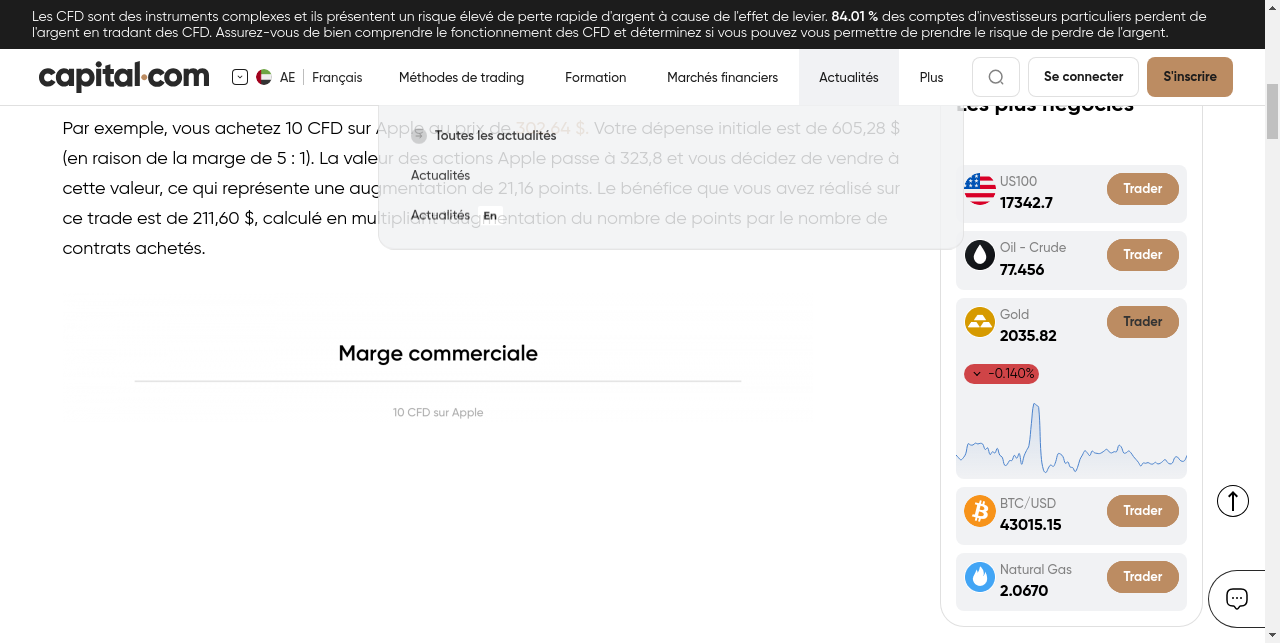 Les CFD sont des instruments complexes et ils présentent un risque élevé de perte rapide d'argent à cause de l'effet de levier. 84.01 % des comptes d'investisseurs particuliers perdent de
l'argent en tradant des CFD. Assurez-vous de bien comprendre le fonctionnement des CFD et déterminez si vous pouvez vous permettre de prendre le risque de perdre de l'argent.
capital.com
AE
Français
Méthodes de trading
Formation
Marchés financiers
Actualités
Plus
Se connecter
S'inscrire
Toutes les actualités
Actualités
Actualités En
Par exemple, vous achetez 10 CFD sur Apple au prix de 302,64 $. Votre dépense initiale est de 605,28 $
(en raison de la marge de 5 : 1). La valeur des actions Apple passe à 323,8 et vous décidez de vendre à
cette valeur, ce qui représente une augmentation de 21,16 points. Le bénéfice que vous avez réalisé sur
ce trade est de 211,60 $, calculé en multipliant l'augmentation du nombre de points par le nombre de
contrats achetés.
Marge commerciale
10 CFD sur Apple
Les plus négociés
US100
17342.7
Trader
Oil - Crude
77.456
Trader
Gold
2035.82
Trader
-0.140%
BTC/USD
43015.15
Trader
Natural Gas
2.0670
Trader